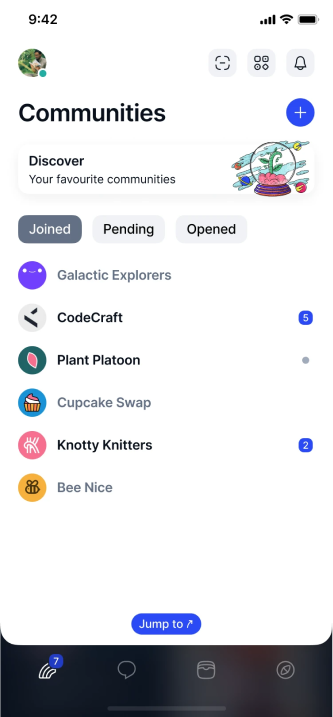 9:42
Communities
Discover
Your favourite communities
Joined
Pending
Opened
Galactic Explorers
CodeCraft
5
Plant Platoon
Cupcake Swap
Knotty Knitters
2
Bee Nice
Jump to ↗
7